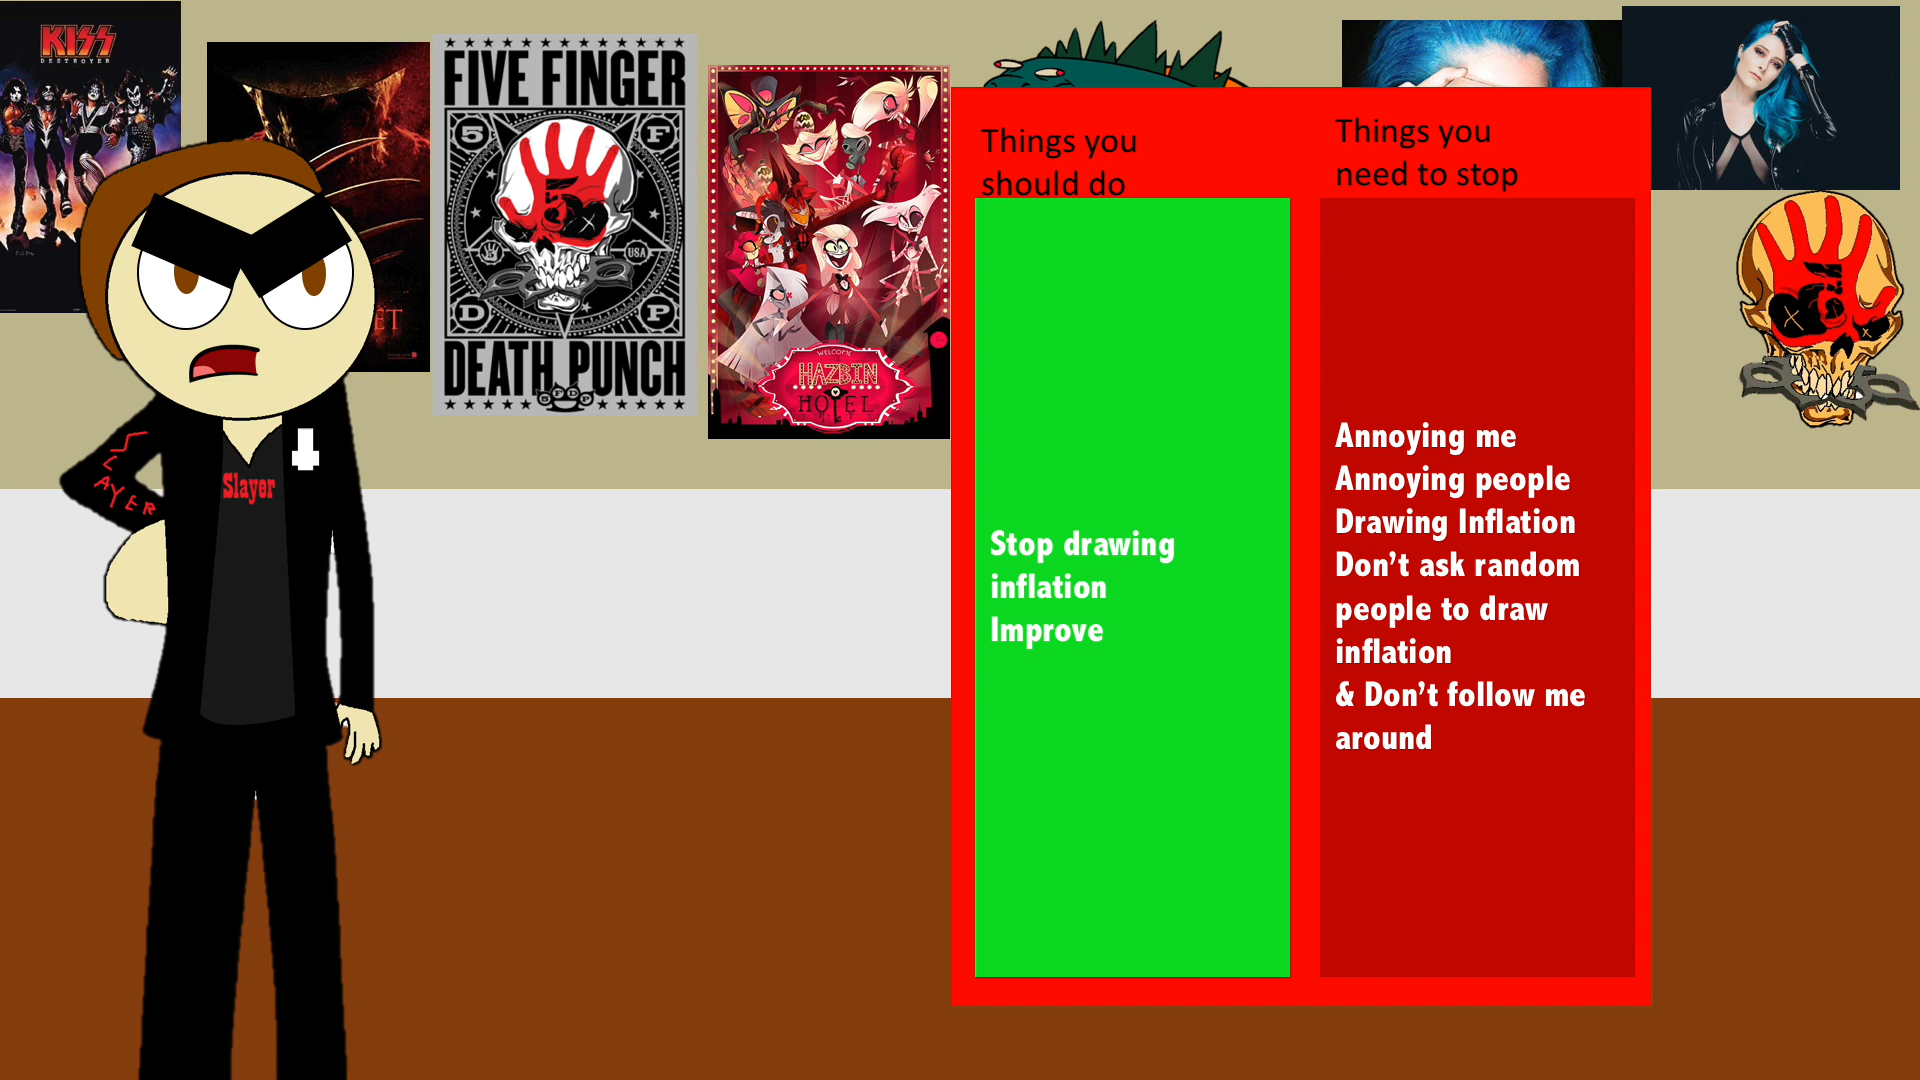 KISS
DESTROYER
FIVE FINGER
5
F
5
USA
D
P
DEATH PUNCH
5FDP
WELCOME
HAZBIN
HOTEL
SLAYER
Slayer
Things you
should do
Stop drawing
inflation
Improve
Things you
need to stop
Annoying me
Annoying people
Drawing Inflation
Don’t ask random
people to draw
inflation
& Don’t follow me
around